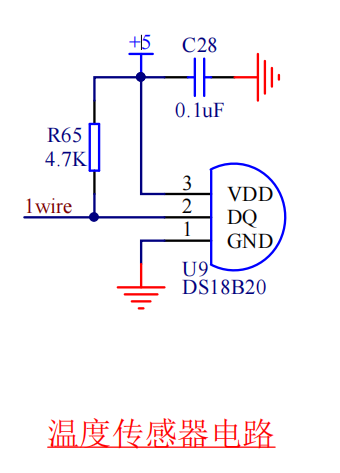 +5
C28
0.1uF
R65
4.7K
1wire
3
VDD
2
DQ
1
GND
U9
DS18B20
温度传感器电路